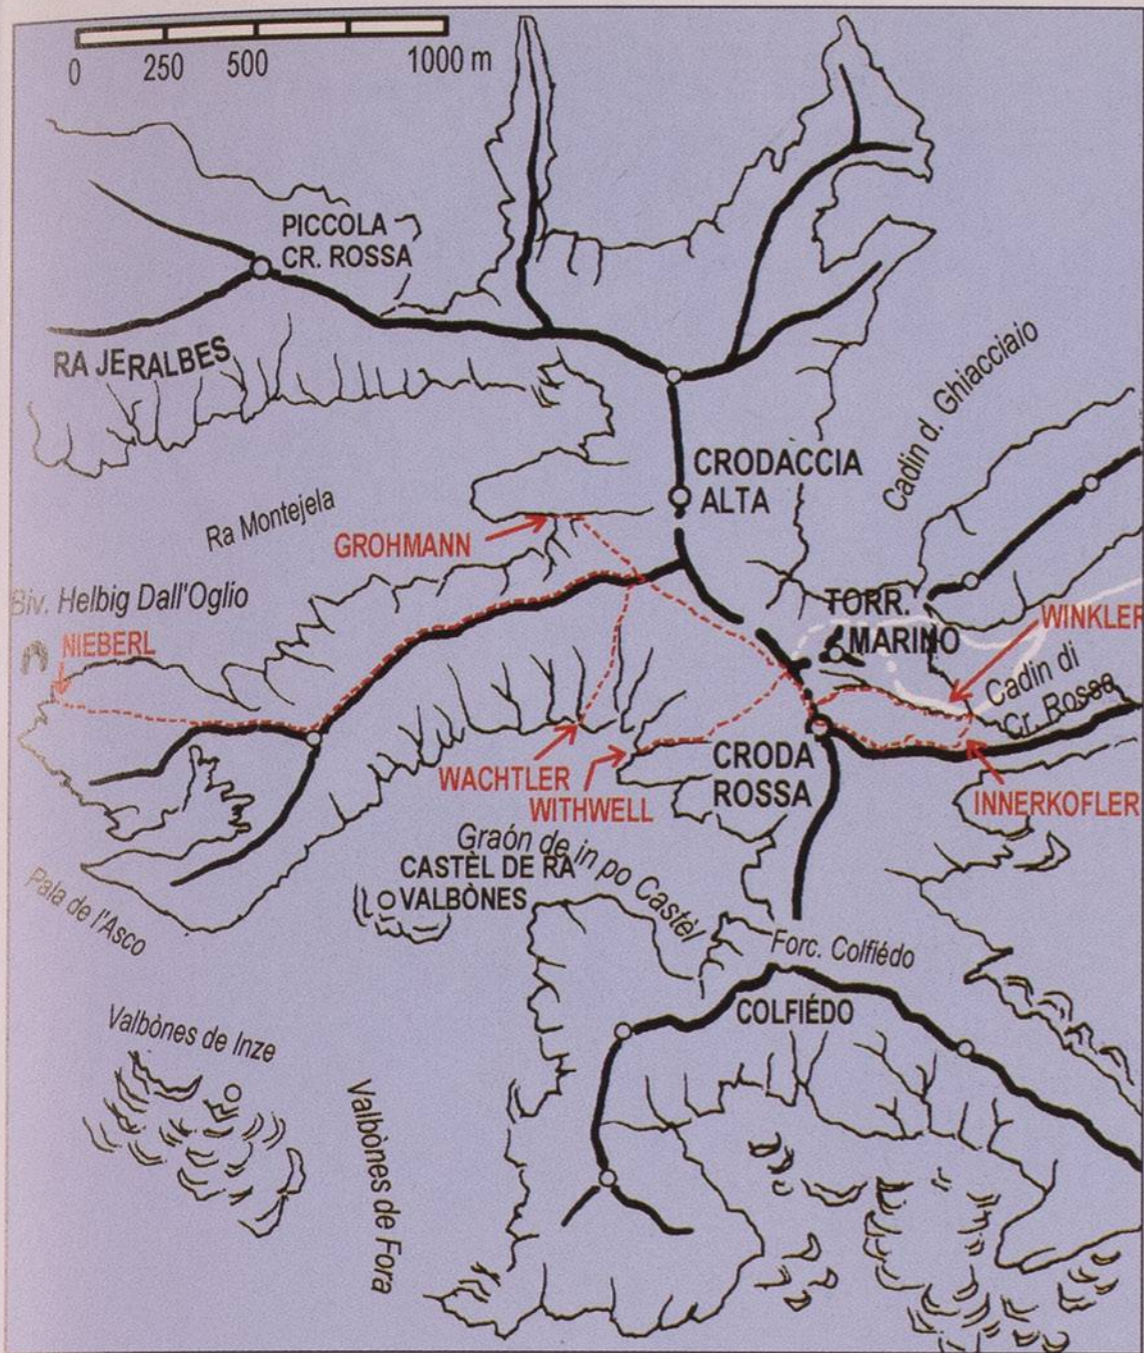 0 250 500 1000 m
PICCOLA
CR. ROSSA
RA JERALBES
Cadin d. Ghiacciaio
CRODACCIA
ALTA
Ra Montejela
GROHMANN
Biv. Helbig Dall'Oglio
NIEBERL
TORR.
MARINO
WINKLER
Cadin di
Cr. Rossa
WACHTLER
WITHWELL
CRODA
ROSSA
INNERKOFLER
Graón de in po Castèl
CASTÈL DE RA
VALBÒNES
Pala de l'Asco
Forc. Colfiédo
COLFIÉDO
Valbònes de Inze
Valbònes de Fora